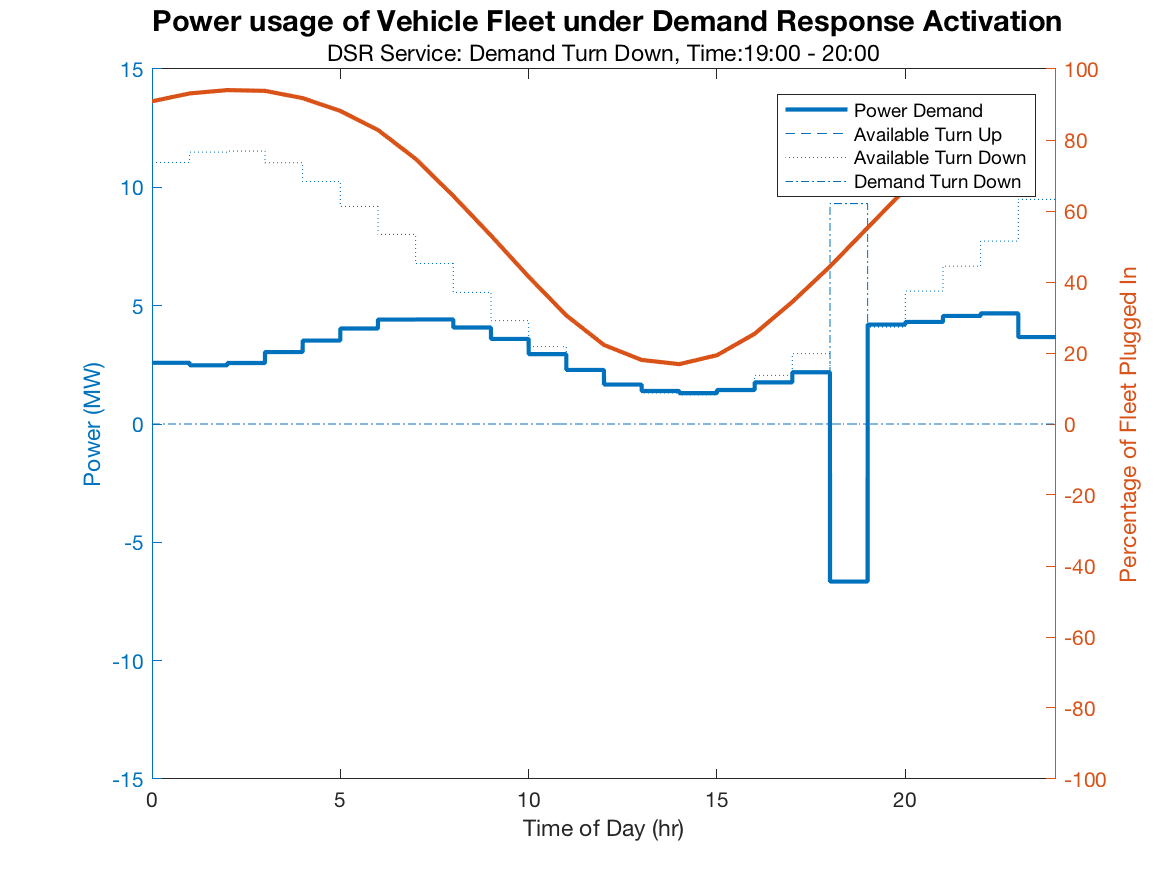 Power usage of Vehicle Fleet under Demand Response Activation
DSR Service: Demand Turn Down, Time:19:00 - 20:00
Power Demand
Available Turn Up
Available Turn Down
Demand Turn Down
15
10
5
0
-5
-10
-15
Power (MW)
100
80
60
40
20
0
-20
-40
-60
-80
-100
Percentage of Fleet Plugged In
0
5
10
15
20
Time of Day (hr)